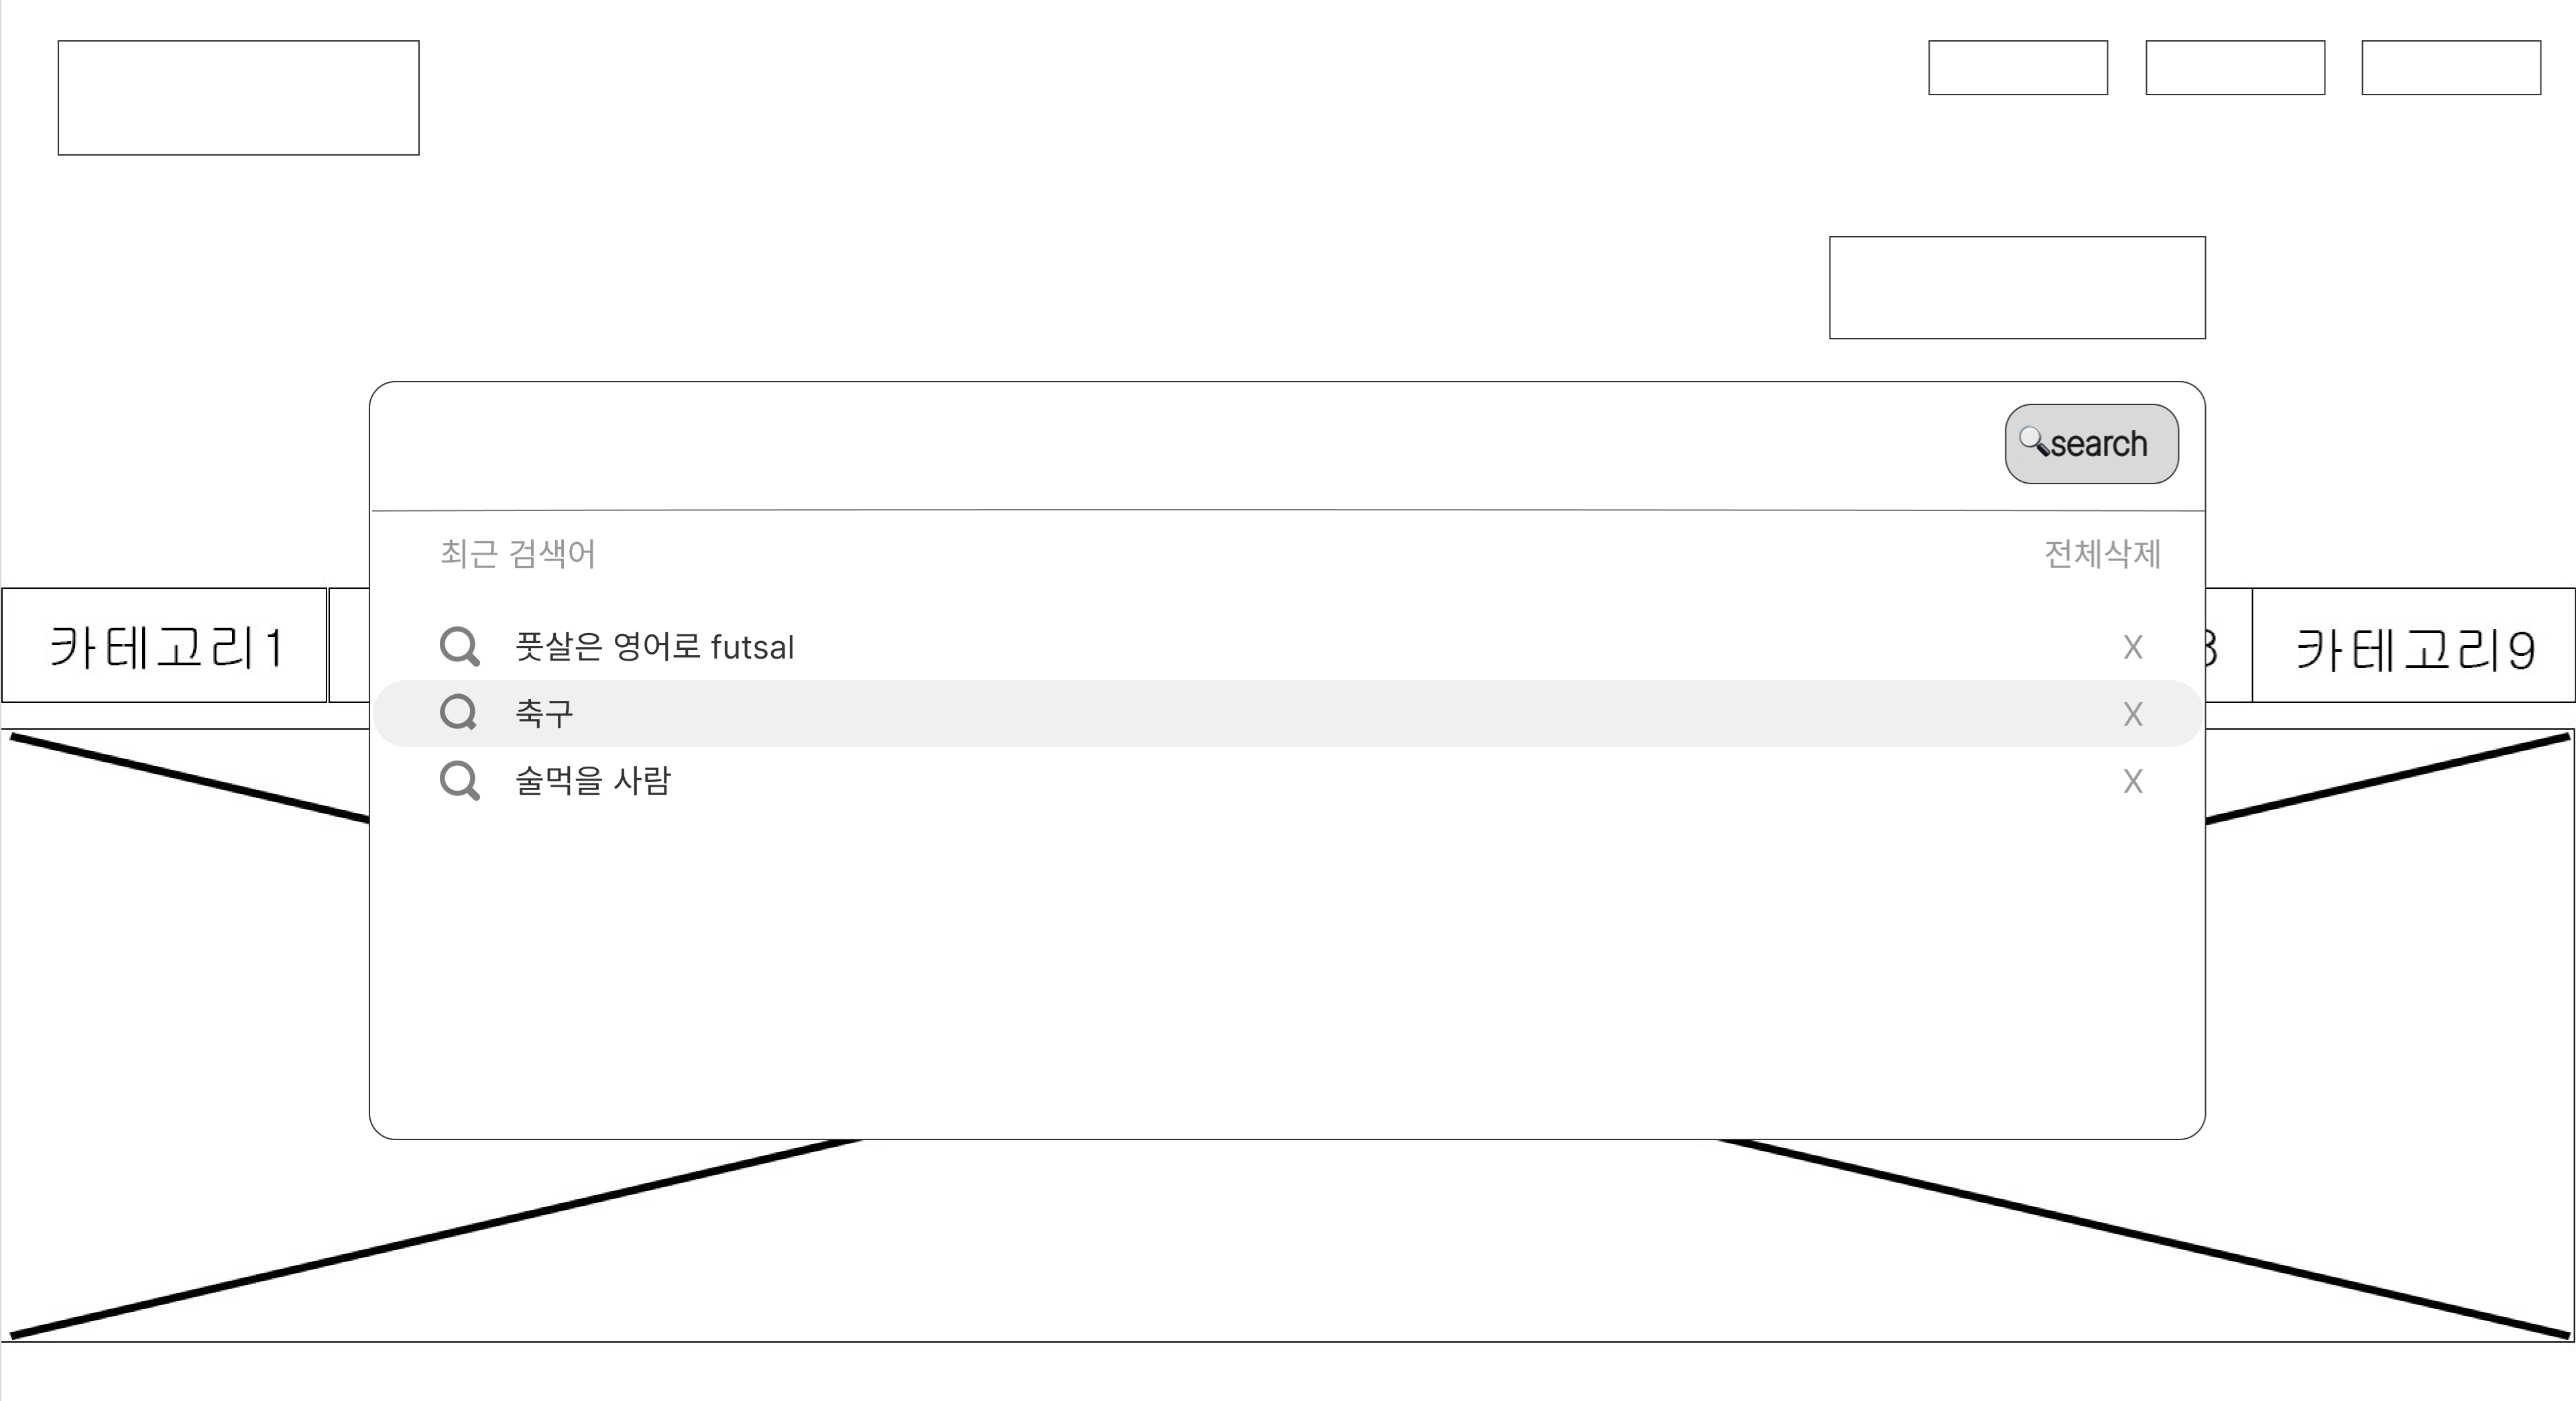 search
최근 검색어 전체삭제
풋살은 영어로 futsal X
축구 X
술먹을 사람 X
카테고리1
카테고리9